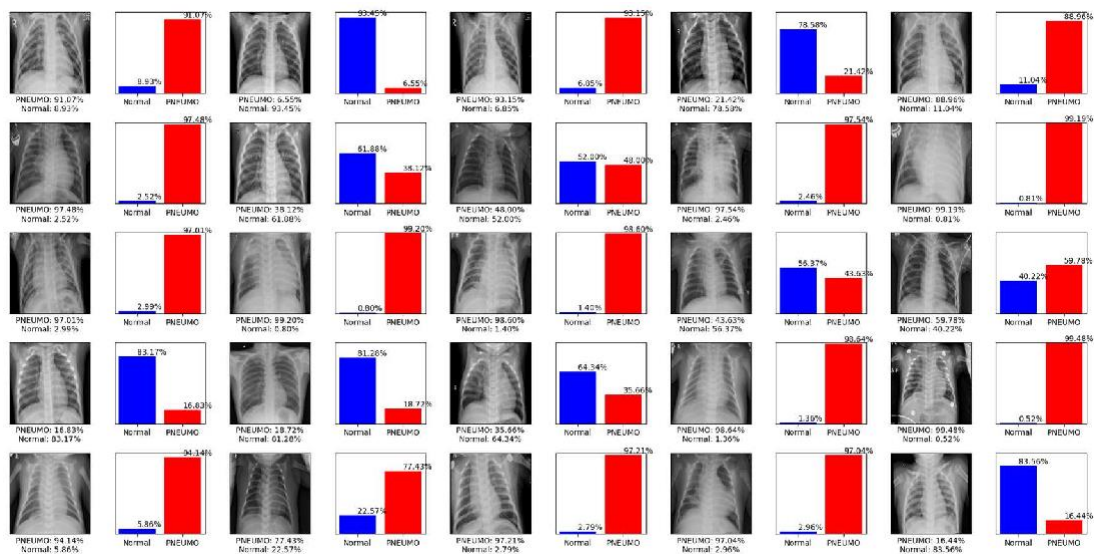 91.07%
8.93%
Normal PNEUMO
PNEUMO: 91.07%
Normal: 8.93%
93.45%
6.55%
Normal PNEUMO
PNEUMO: 6.55%
Normal: 93.45%
93.15%
6.85%
Normal PNEUMO
PNEUMO: 93.15%
Normal: 6.85%
78.58%
21.42%
Normal PNEUMO
PNEUMO: 21.42%
Normal: 78.58%
88.96%
11.04%
Normal PNEUMO
PNEUMO: 88.96%
Normal: 11.04%
97.48%
2.52%
Normal PNEUMO
PNEUMO: 97.48%
Normal: 2.52%
61.88%
38.12%
Normal PNEUMO
PNEUMO: 38.12%
Normal: 61.88%
52.00%
48.00%
Normal PNEUMO
PNEUMO: 48.00%
Normal: 52.00%
97.54%
2.46%
Normal PNEUMO
PNEUMO: 97.54%
Normal: 2.46%
99.19%
0.81%
Normal PNEUMO
PNEUMO: 99.19%
Normal: 0.81%
97.01%
2.99%
Normal PNEUMO
PNEUMO: 97.01%
Normal: 2.99%
99.20%
0.80%
Normal PNEUMO
PNEUMO: 99.20%
Normal: 0.80%
98.60%
1.40%
Normal PNEUMO
PNEUMO: 98.60%
Normal: 1.40%
56.37%
43.63%
Normal PNEUMO
PNEUMO: 43.63%
Normal: 56.37%
59.78%
40.22%
Normal PNEUMO
PNEUMO: 59.78%
Normal: 40.22%
83.17%
16.83%
Normal PNEUMO
PNEUMO: 16.83%
Normal: 83.17%
81.28%
18.72%
Normal PNEUMO
PNEUMO: 18.72%
Normal: 81.28%
64.34%
35.66%
Normal PNEUMO
PNEUMO: 35.66%
Normal: 64.34%
98.64%
1.36%
Normal PNEUMO
PNEUMO: 98.64%
Normal: 1.36%
99.48%
0.52%
Normal PNEUMO
PNEUMO: 99.48%
Normal: 0.52%
94.14%
5.86%
Normal PNEUMO
PNEUMO: 94.14%
Normal: 5.86%
77.43%
22.57%
Normal PNEUMO
PNEUMO: 77.43%
Normal: 22.57%
97.21%
2.79%
Normal PNEUMO
PNEUMO: 97.21%
Normal: 2.79%
97.04%
2.96%
Normal PNEUMO
PNEUMO: 97.04%
Normal: 2.96%
83.56%
16.44%
Normal PNEUMO
PNEUMO: 16.44%
Normal: 83.56%